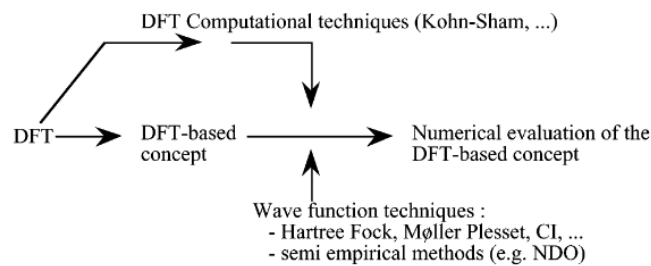 DFT Computational techniques (Kohn-Sham, ...)
DFT
DFT-based
concept
Numerical evaluation of the
DFT-based concept
Wave function techniques :
- Hartree Fock, Møller Plesset, CI, ...
- semi empirical methods (e.g. NDO)